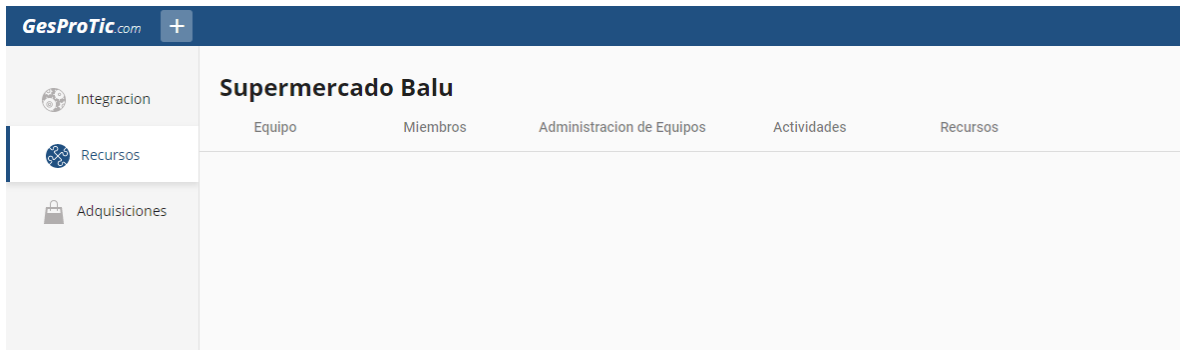 GesProTic.com +
Integracion
Recursos
Adquisiciones
Supermercado Balu
Equipo Miembros Administracion de Equipos Actividades Recursos